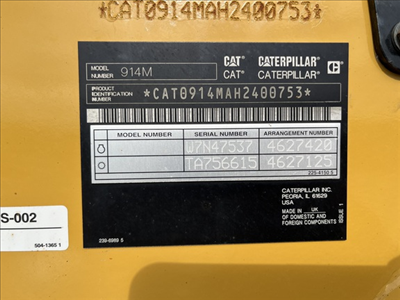 *CAT0914MAH2400753*
MODEL NUMBER 914M
CAT® CATERPILLAR®
CAT® CATERPILLAR®
PRODUCT IDENTIFICATION NUMBER *CAT0914MAH2400753*
MODEL NUMBER SERIAL NUMBER ARRANGEMENT NUMBER
W7N47537 4627420
TA756615 4627125
225-6130 5
CATERPILLAR INC.
PEORIA, IL 61629
USA
MADE IN UK
OF DOMESTIC AND
FOREIGN COMPONENTS
ISSUE 1
239-6989 5
S-002
504-1365 1